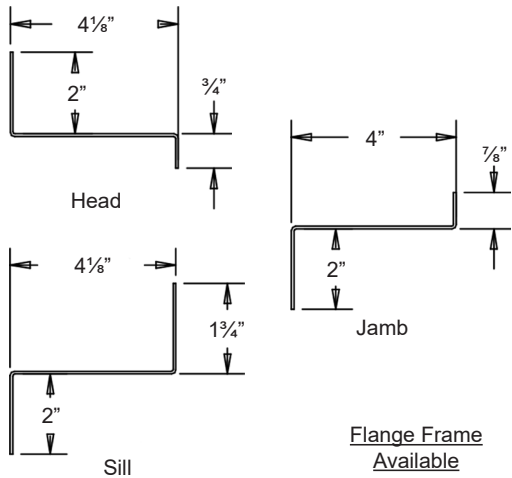 4⅛”
2”
¾”
Head
4”
⅞”
2”
Jamb
4⅛”
1¾”
2”
Sill
Flange Frame
Available